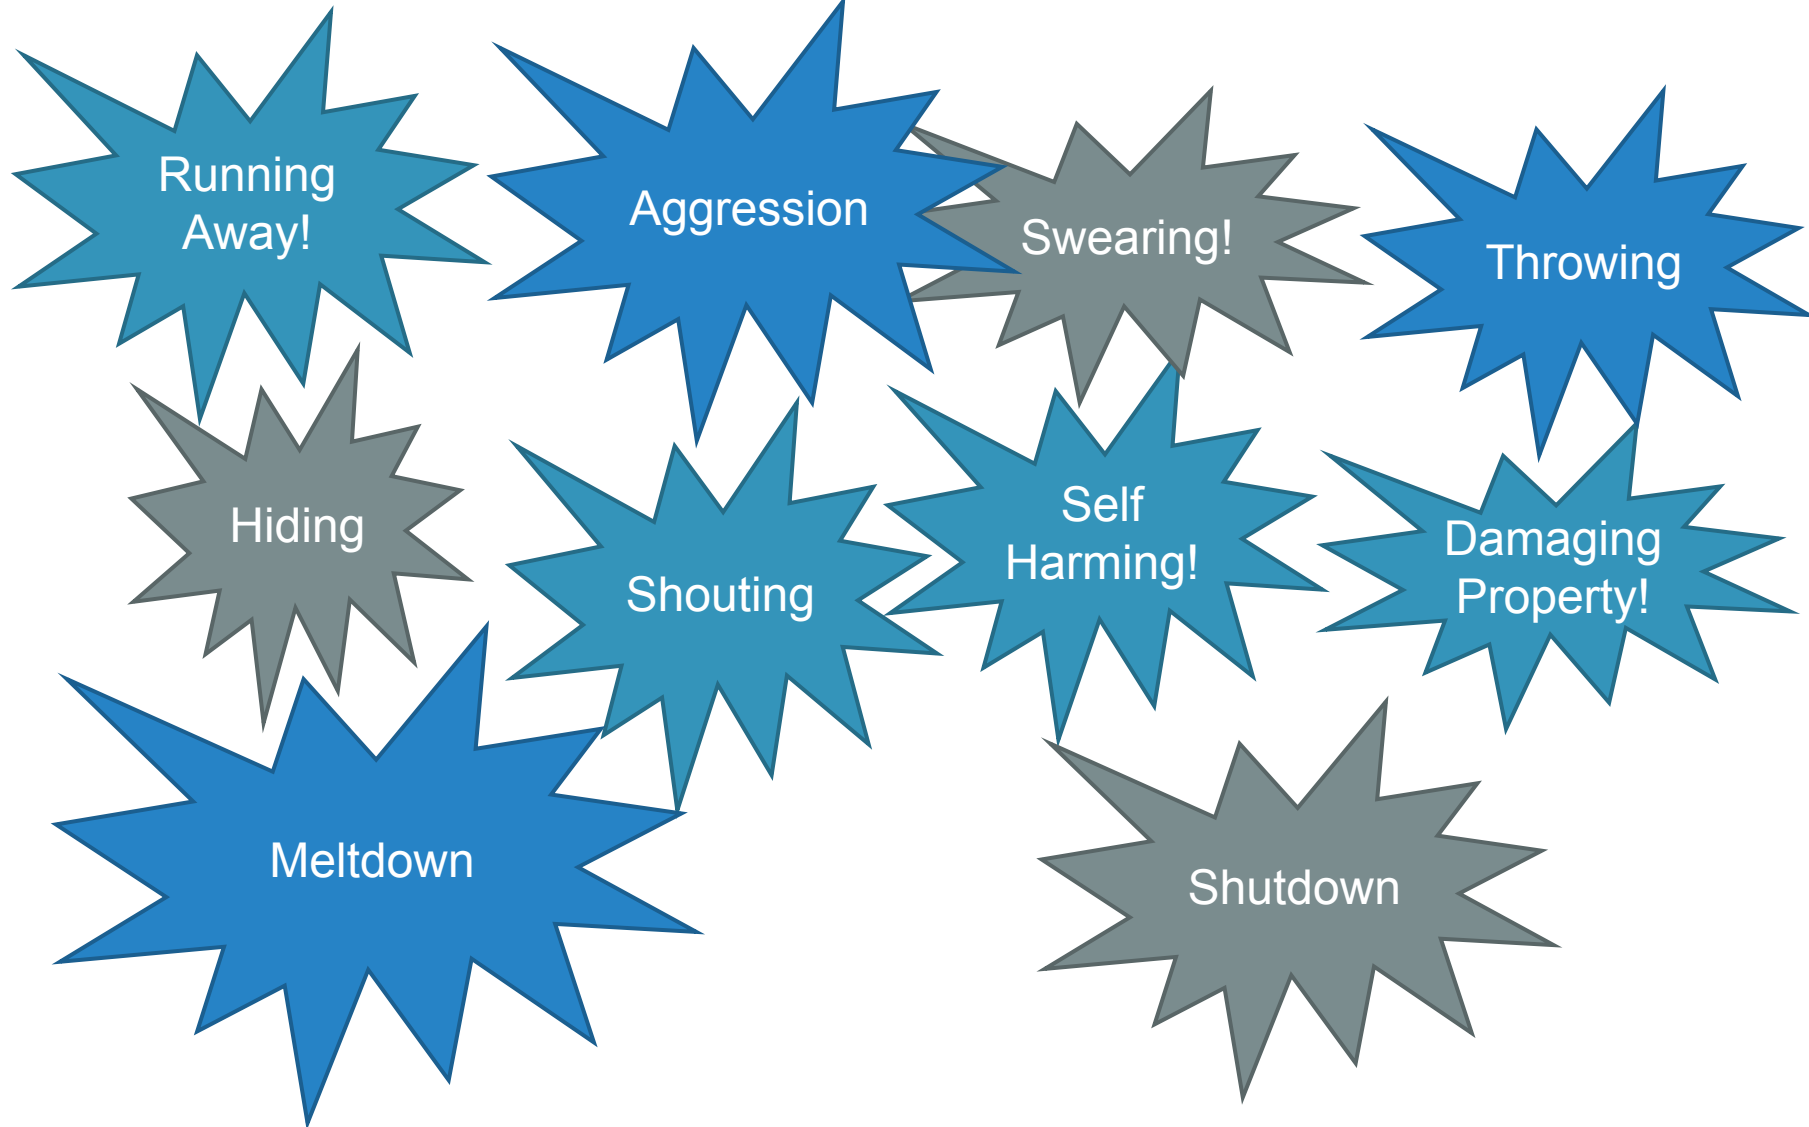 Running
Away!
Aggression
Swearing!
Throwing
Hiding
Shouting
Self
Harming!
Damaging
Property!
Meltdown
Shutdown